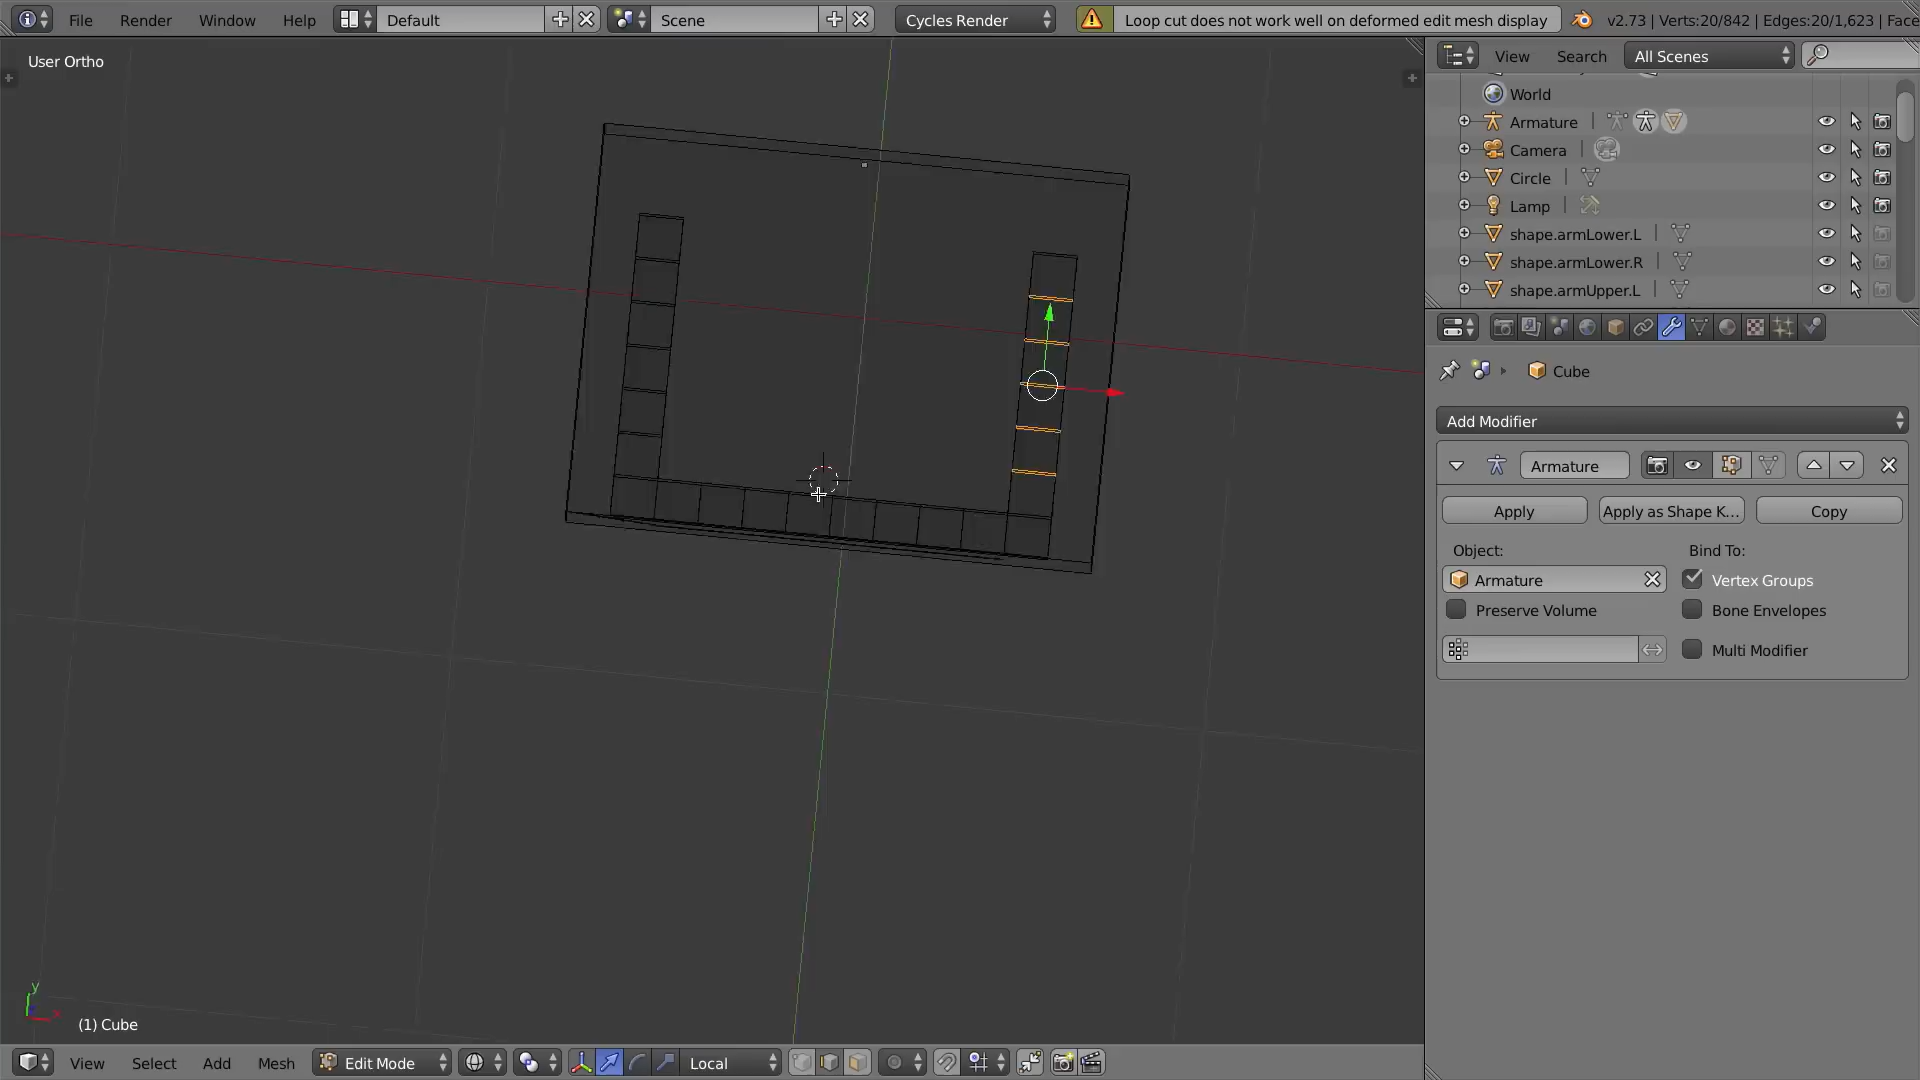 File Render Window Help Default Scene Cycles Render Loop cut does not work well on deformed edit mesh display v2.73 | Verts:20/842 | Edges:20/1,623 | Face
User Ortho
View Search All Scenes
World
Armature
Camera
Circle
Lamp
shape.armLower.L
shape.armLower.R
shape.armUpper.L
Cube
Add Modifier
Armature
Apply Apply as Shape K... Copy
Object: Bind To:
Armature Vertex Groups
Preserve Volume Bone Envelopes
Multi Modifier
y
x
(1) Cube
View Select Add Mesh Edit Mode Local